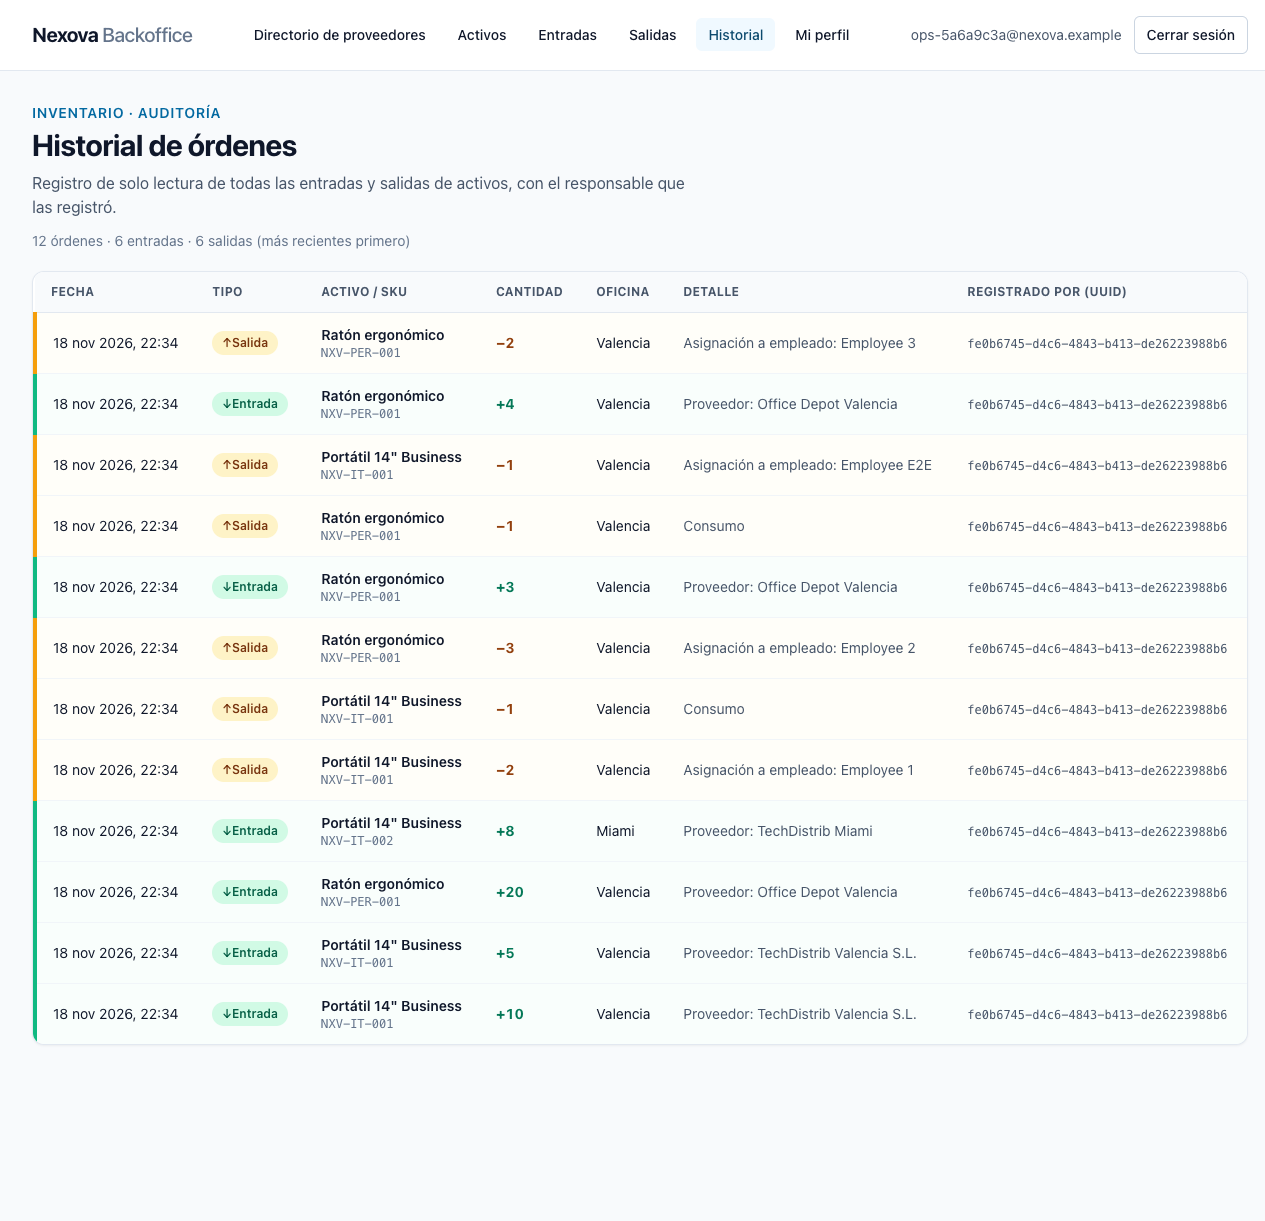 Nexova Backoffice
Directorio de proveedores
Activos
Entradas
Salidas
Historial
Mi perfil
ops-5a6a9c3a@nexova.example
Cerrar sesión
INVENTARIO · AUDITORÍA
Historial de órdenes
Registro de solo lectura de todas las entradas y salidas de activos, con el responsable que
las registró.
12 órdenes · 6 entradas · 6 salidas (más recientes primero)
FECHA TIPO ACTIVO / SKU CANTIDAD OFICINA DETALLE REGISTRADO POR (UUID)
18 nov 2026, 22:34 ↑Salida Ratón ergonómico −2 Valencia Asignación a empleado: Employee 3 fe0b6745-d4c6-4843-b413-de26223988b6
NXV-PER-001
18 nov 2026, 22:34 ↓Entrada Ratón ergonómico +4 Valencia Proveedor: Office Depot Valencia fe0b6745-d4c6-4843-b413-de26223988b6
NXV-PER-001
18 nov 2026, 22:34 ↑Salida Portátil 14" Business −1 Valencia Asignación a empleado: Employee E2E fe0b6745-d4c6-4843-b413-de26223988b6
NXV-IT-001
18 nov 2026, 22:34 ↑Salida Ratón ergonómico −1 Valencia Consumo fe0b6745-d4c6-4843-b413-de26223988b6
NXV-PER-001
18 nov 2026, 22:34 ↓Entrada Ratón ergonómico +3 Valencia Proveedor: Office Depot Valencia fe0b6745-d4c6-4843-b413-de26223988b6
NXV-PER-001
18 nov 2026, 22:34 ↑Salida Ratón ergonómico −3 Valencia Asignación a empleado: Employee 2 fe0b6745-d4c6-4843-b413-de26223988b6
NXV-PER-001
18 nov 2026, 22:34 ↑Salida Portátil 14" Business −1 Valencia Consumo fe0b6745-d4c6-4843-b413-de26223988b6
NXV-IT-001
18 nov 2026, 22:34 ↑Salida Portátil 14" Business −2 Valencia Asignación a empleado: Employee 1 fe0b6745-d4c6-4843-b413-de26223988b6
NXV-IT-001
18 nov 2026, 22:34 ↓Entrada Portátil 14" Business +8 Miami Proveedor: TechDistrib Miami fe0b6745-d4c6-4843-b413-de26223988b6
NXV-IT-002
18 nov 2026, 22:34 ↓Entrada Ratón ergonómico +20 Valencia Proveedor: Office Depot Valencia fe0b6745-d4c6-4843-b413-de26223988b6
NXV-PER-001
18 nov 2026, 22:34 ↓Entrada Portátil 14" Business +5 Valencia Proveedor: TechDistrib Valencia S.L. fe0b6745-d4c6-4843-b413-de26223988b6
NXV-IT-001
18 nov 2026, 22:34 ↓Entrada Portátil 14" Business +10 Valencia Proveedor: TechDistrib Valencia S.L. fe0b6745-d4c6-4843-b413-de26223988b6
NXV-IT-001